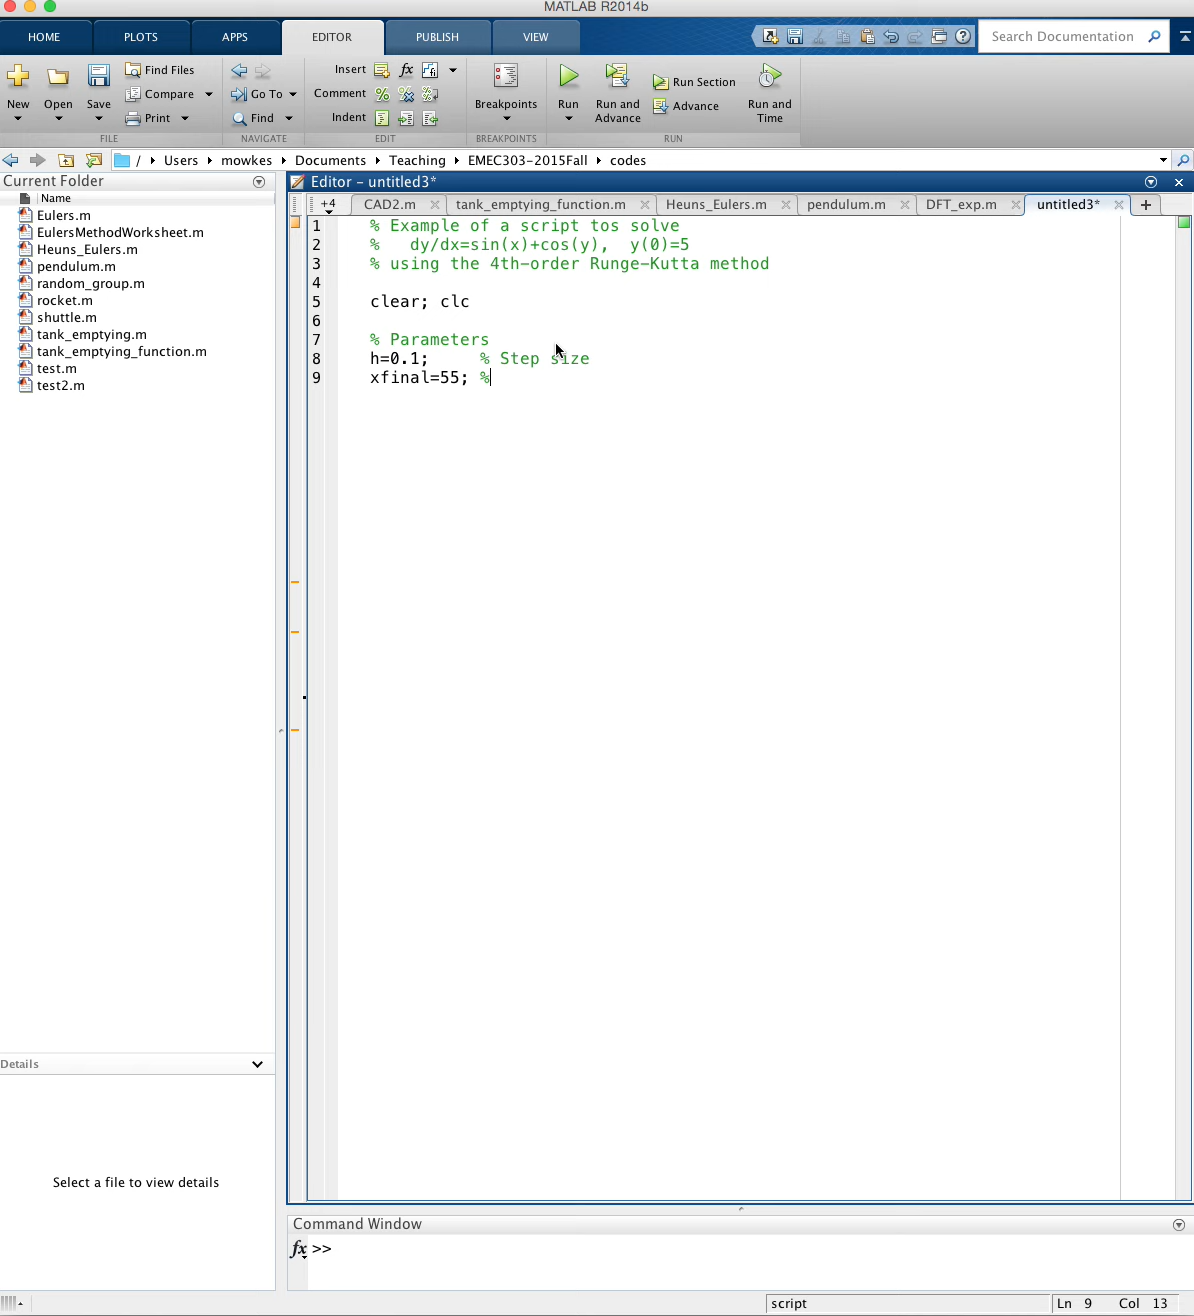 MATLAB R2014b
HOME PLOTS APPS EDITOR PUBLISH VIEW
Search Documentation
New Open Save
Find Files
Compare
Print
FILE
Go To
Find
NAVIGATE
Insert fx
Comment
Indent
EDIT
Breakpoints
BREAKPOINTS
Run
Run and Advance
Run Section
Advance
Run and Time
RUN
/ Users mowkes Documents Teaching EMEC303-2015Fall codes
Current Folder
Name
Eulers.m
EulersMethodWorksheet.m
Heuns_Eulers.m
pendulum.m
random_group.m
rocket.m
shuttle.m
tank_emptying.m
tank_emptying_function.m
test.m
test2.m
Details
Select a file to view details
Editor - untitled3*
+4 CAD2.m tank_emptying_function.m Heuns_Eulers.m pendulum.m DFT_exp.m untitled3* +
1 % Example of a script tos solve
2 %   dy/dx=sin(x)+cos(y),  y(0)=5
3 % using the 4th-order Runge-Kutta method
4
5 clear; clc
6
7 % Parameters
8 h=0.1;     % Step size
9 xfinal=55; %
Command Window
fx >>
script Ln 9 Col 13